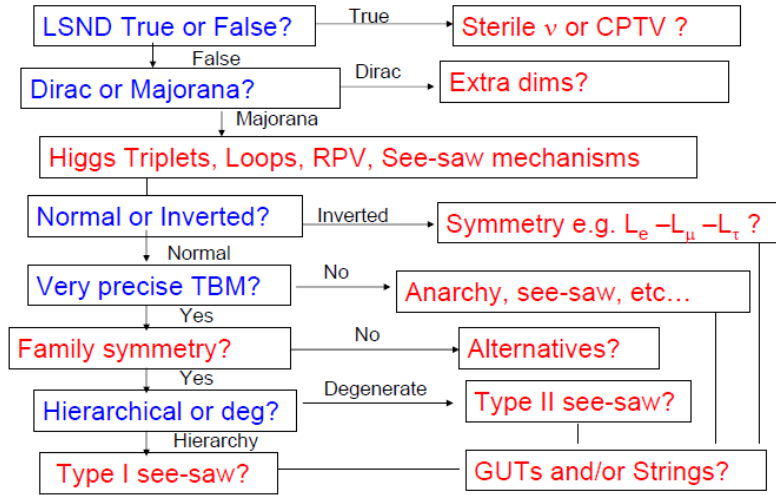 LSND True or False?
True
Sterile ν or CPTV ?
False
Dirac or Majorana?
Dirac
Extra dims?
Majorana
Higgs Triplets, Loops, RPV, See-saw mechanisms
Normal or Inverted?
Inverted
Symmetry e.g. Lₑ –L_μ –L_τ ?
Normal
Very precise TBM?
No
Anarchy, see-saw, etc…
Yes
Family symmetry?
No
Alternatives?
Yes
Hierarchical or deg?
Degenerate
Type II see-saw?
Hierarchy
Type I see-saw?
GUTs and/or Strings?